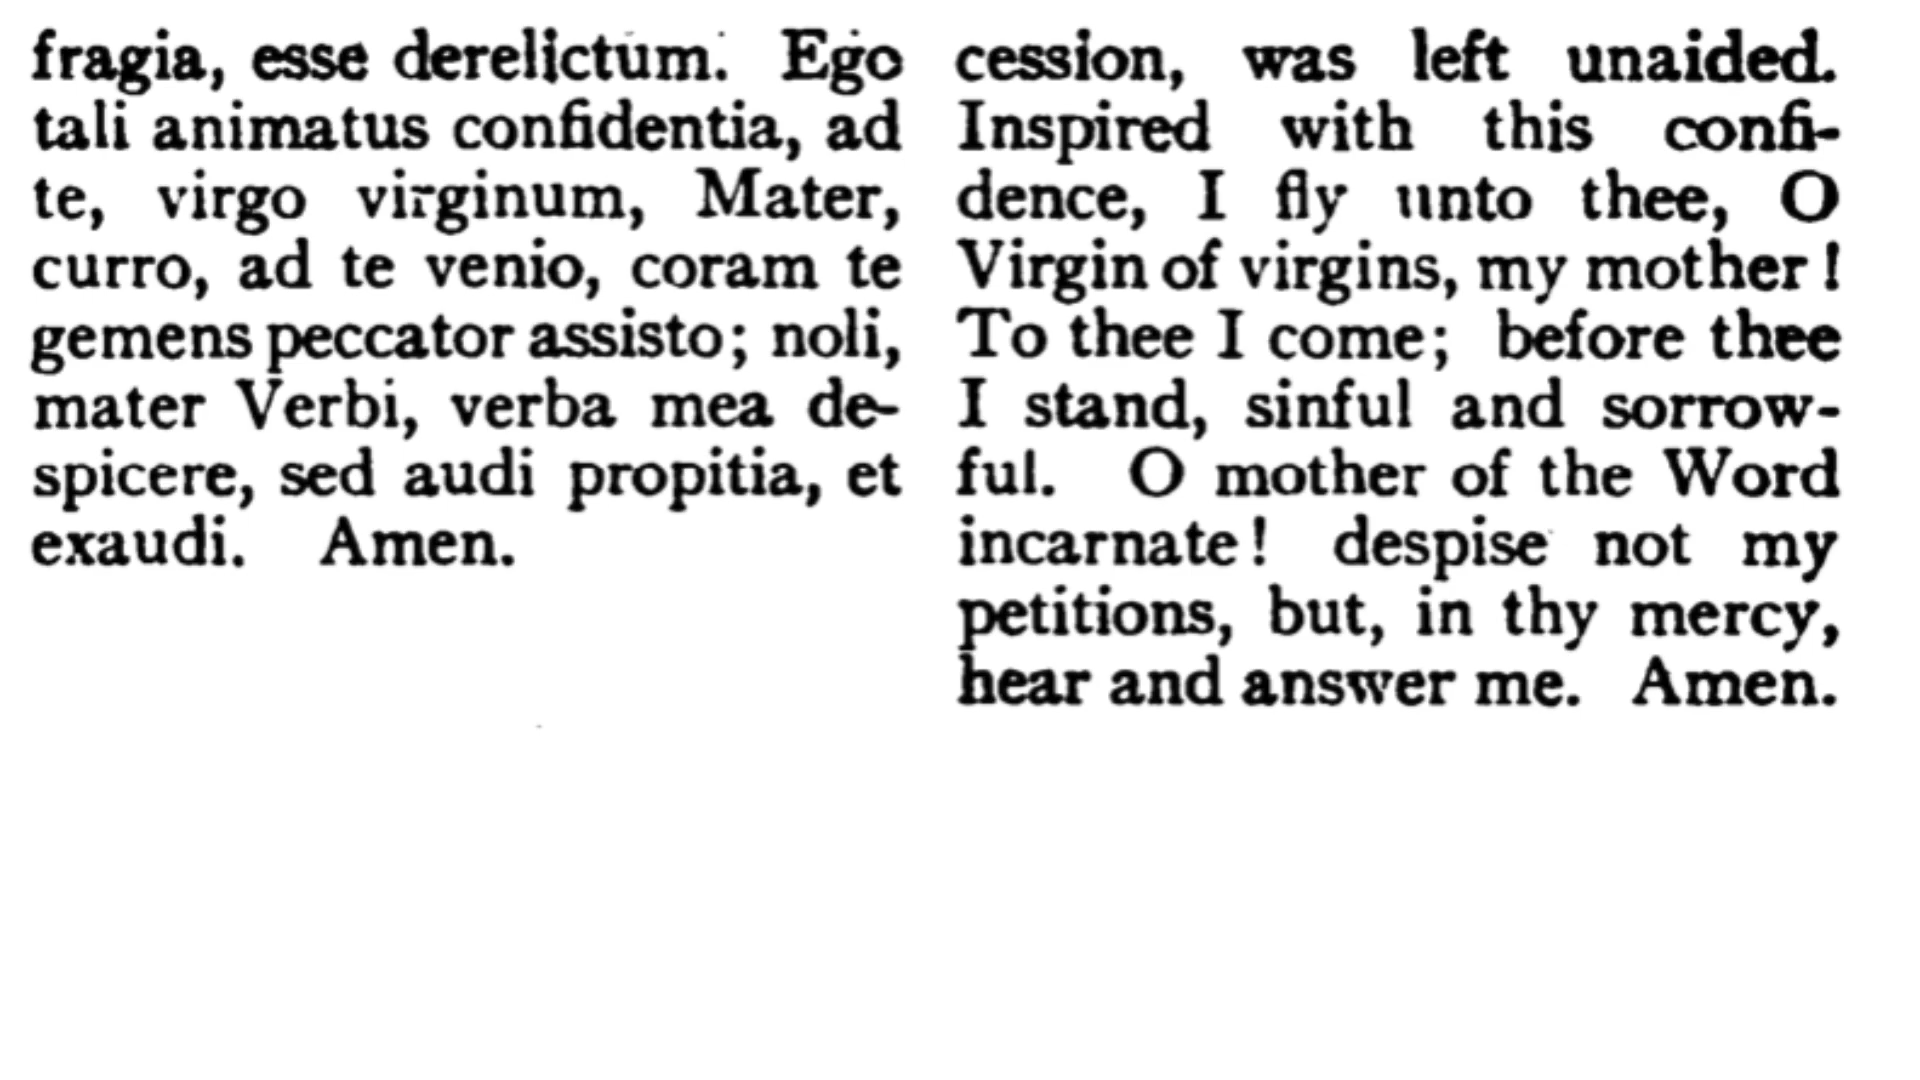 fragia, esse derelictum. Ego
tali animatus confidentia, ad
te, virgo virginum, Mater,
curro, ad te venio, coram te
gemens peccator assisto; noli,
mater Verbi, verba mea de-
spicere, sed audi propitia, et
exaudi. Amen.
cession, was left unaided.
Inspired with this confi-
dence, I fly unto thee, O
Virgin of virgins, my mother!
To thee I come; before thee
I stand, sinful and sorrow-
ful. O mother of the Word
incarnate! despise not my
petitions, but, in thy mercy,
hear and answer me. Amen.